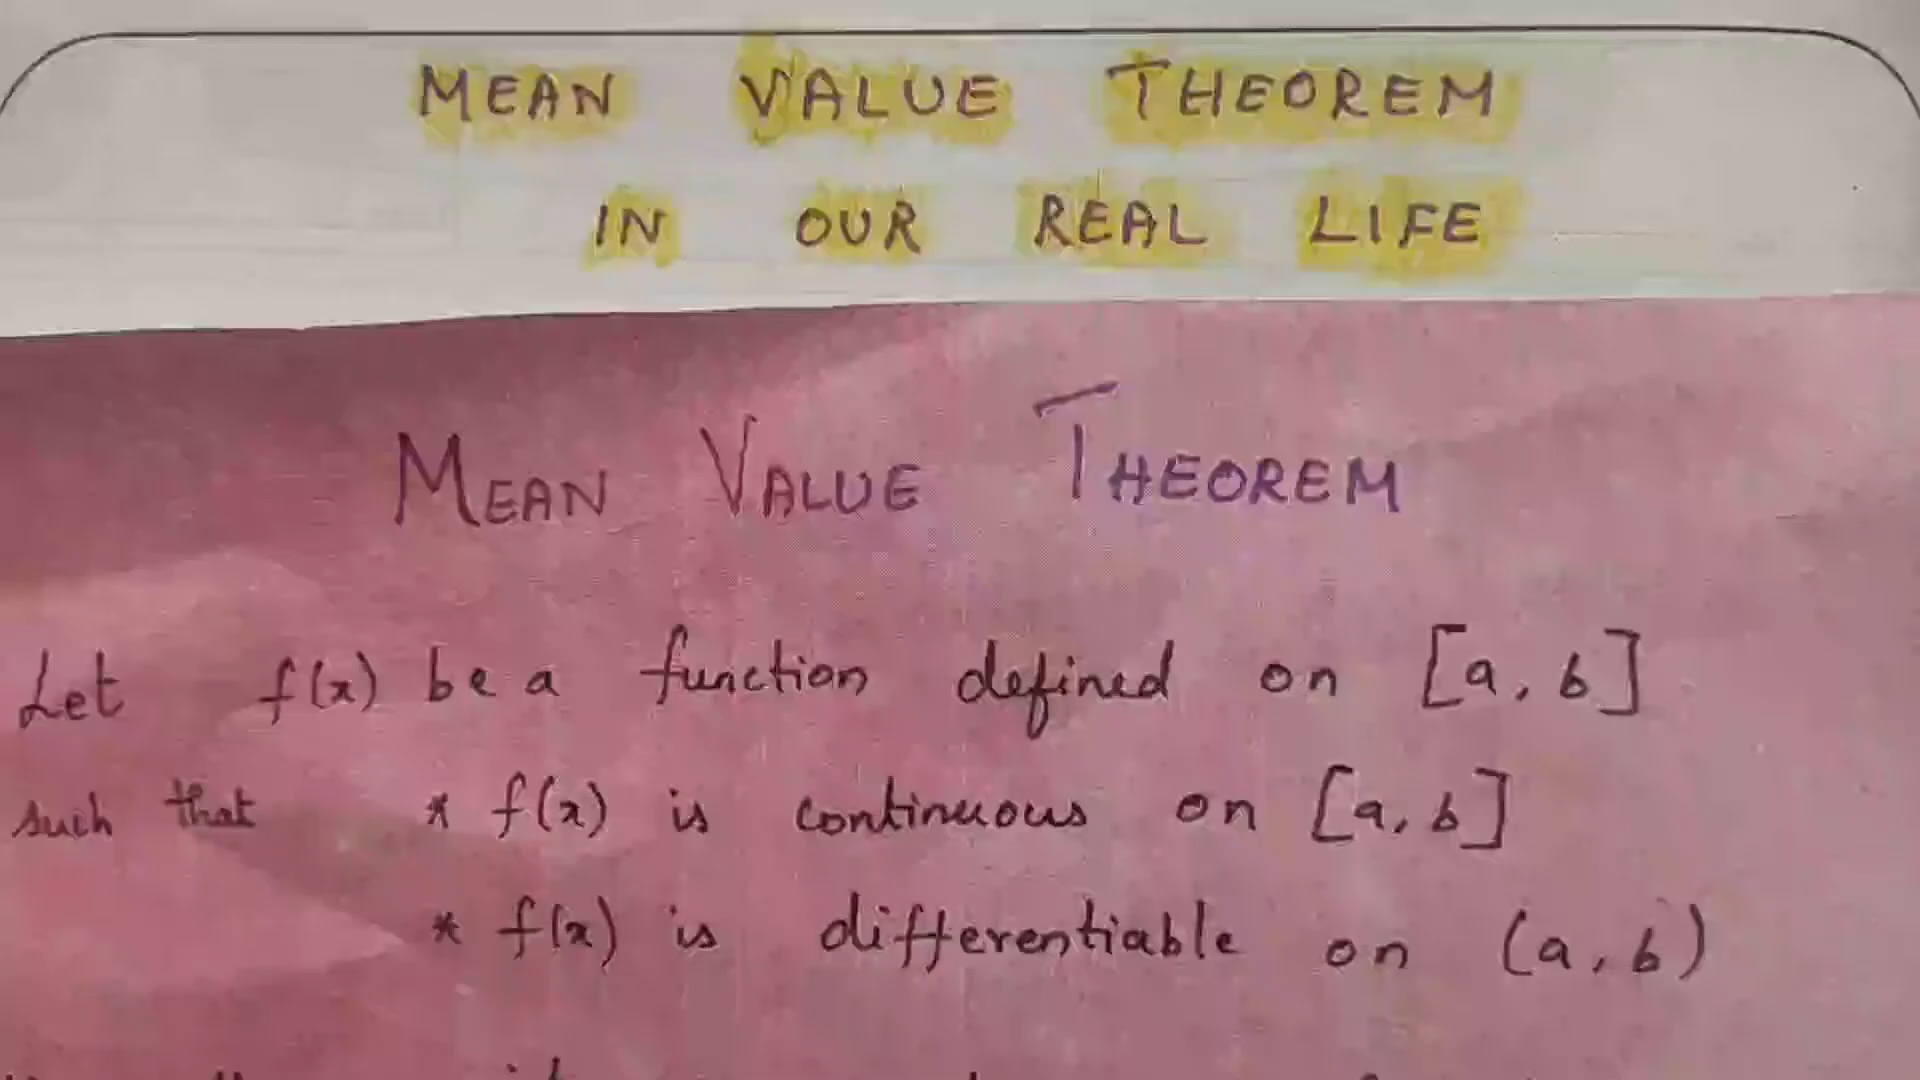 MEAN VALUE THEOREM
IN OUR REAL LIFE
MEAN VALUE THEOREM
Let f(x) be a function defined on [a, b]
such that * f(x) is continuous on [a, b]
* f(x) is differentiable on (a, b)